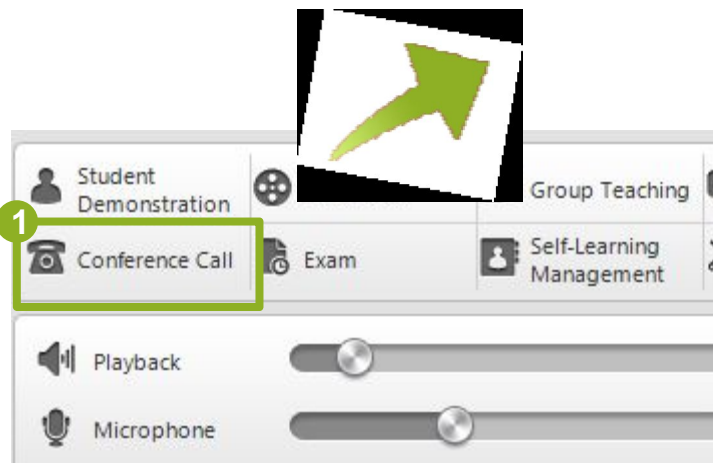 Student
Demonstration
Group Teaching
1
Conference Call
Exam
Self-Learning
Management
Playback
Microphone